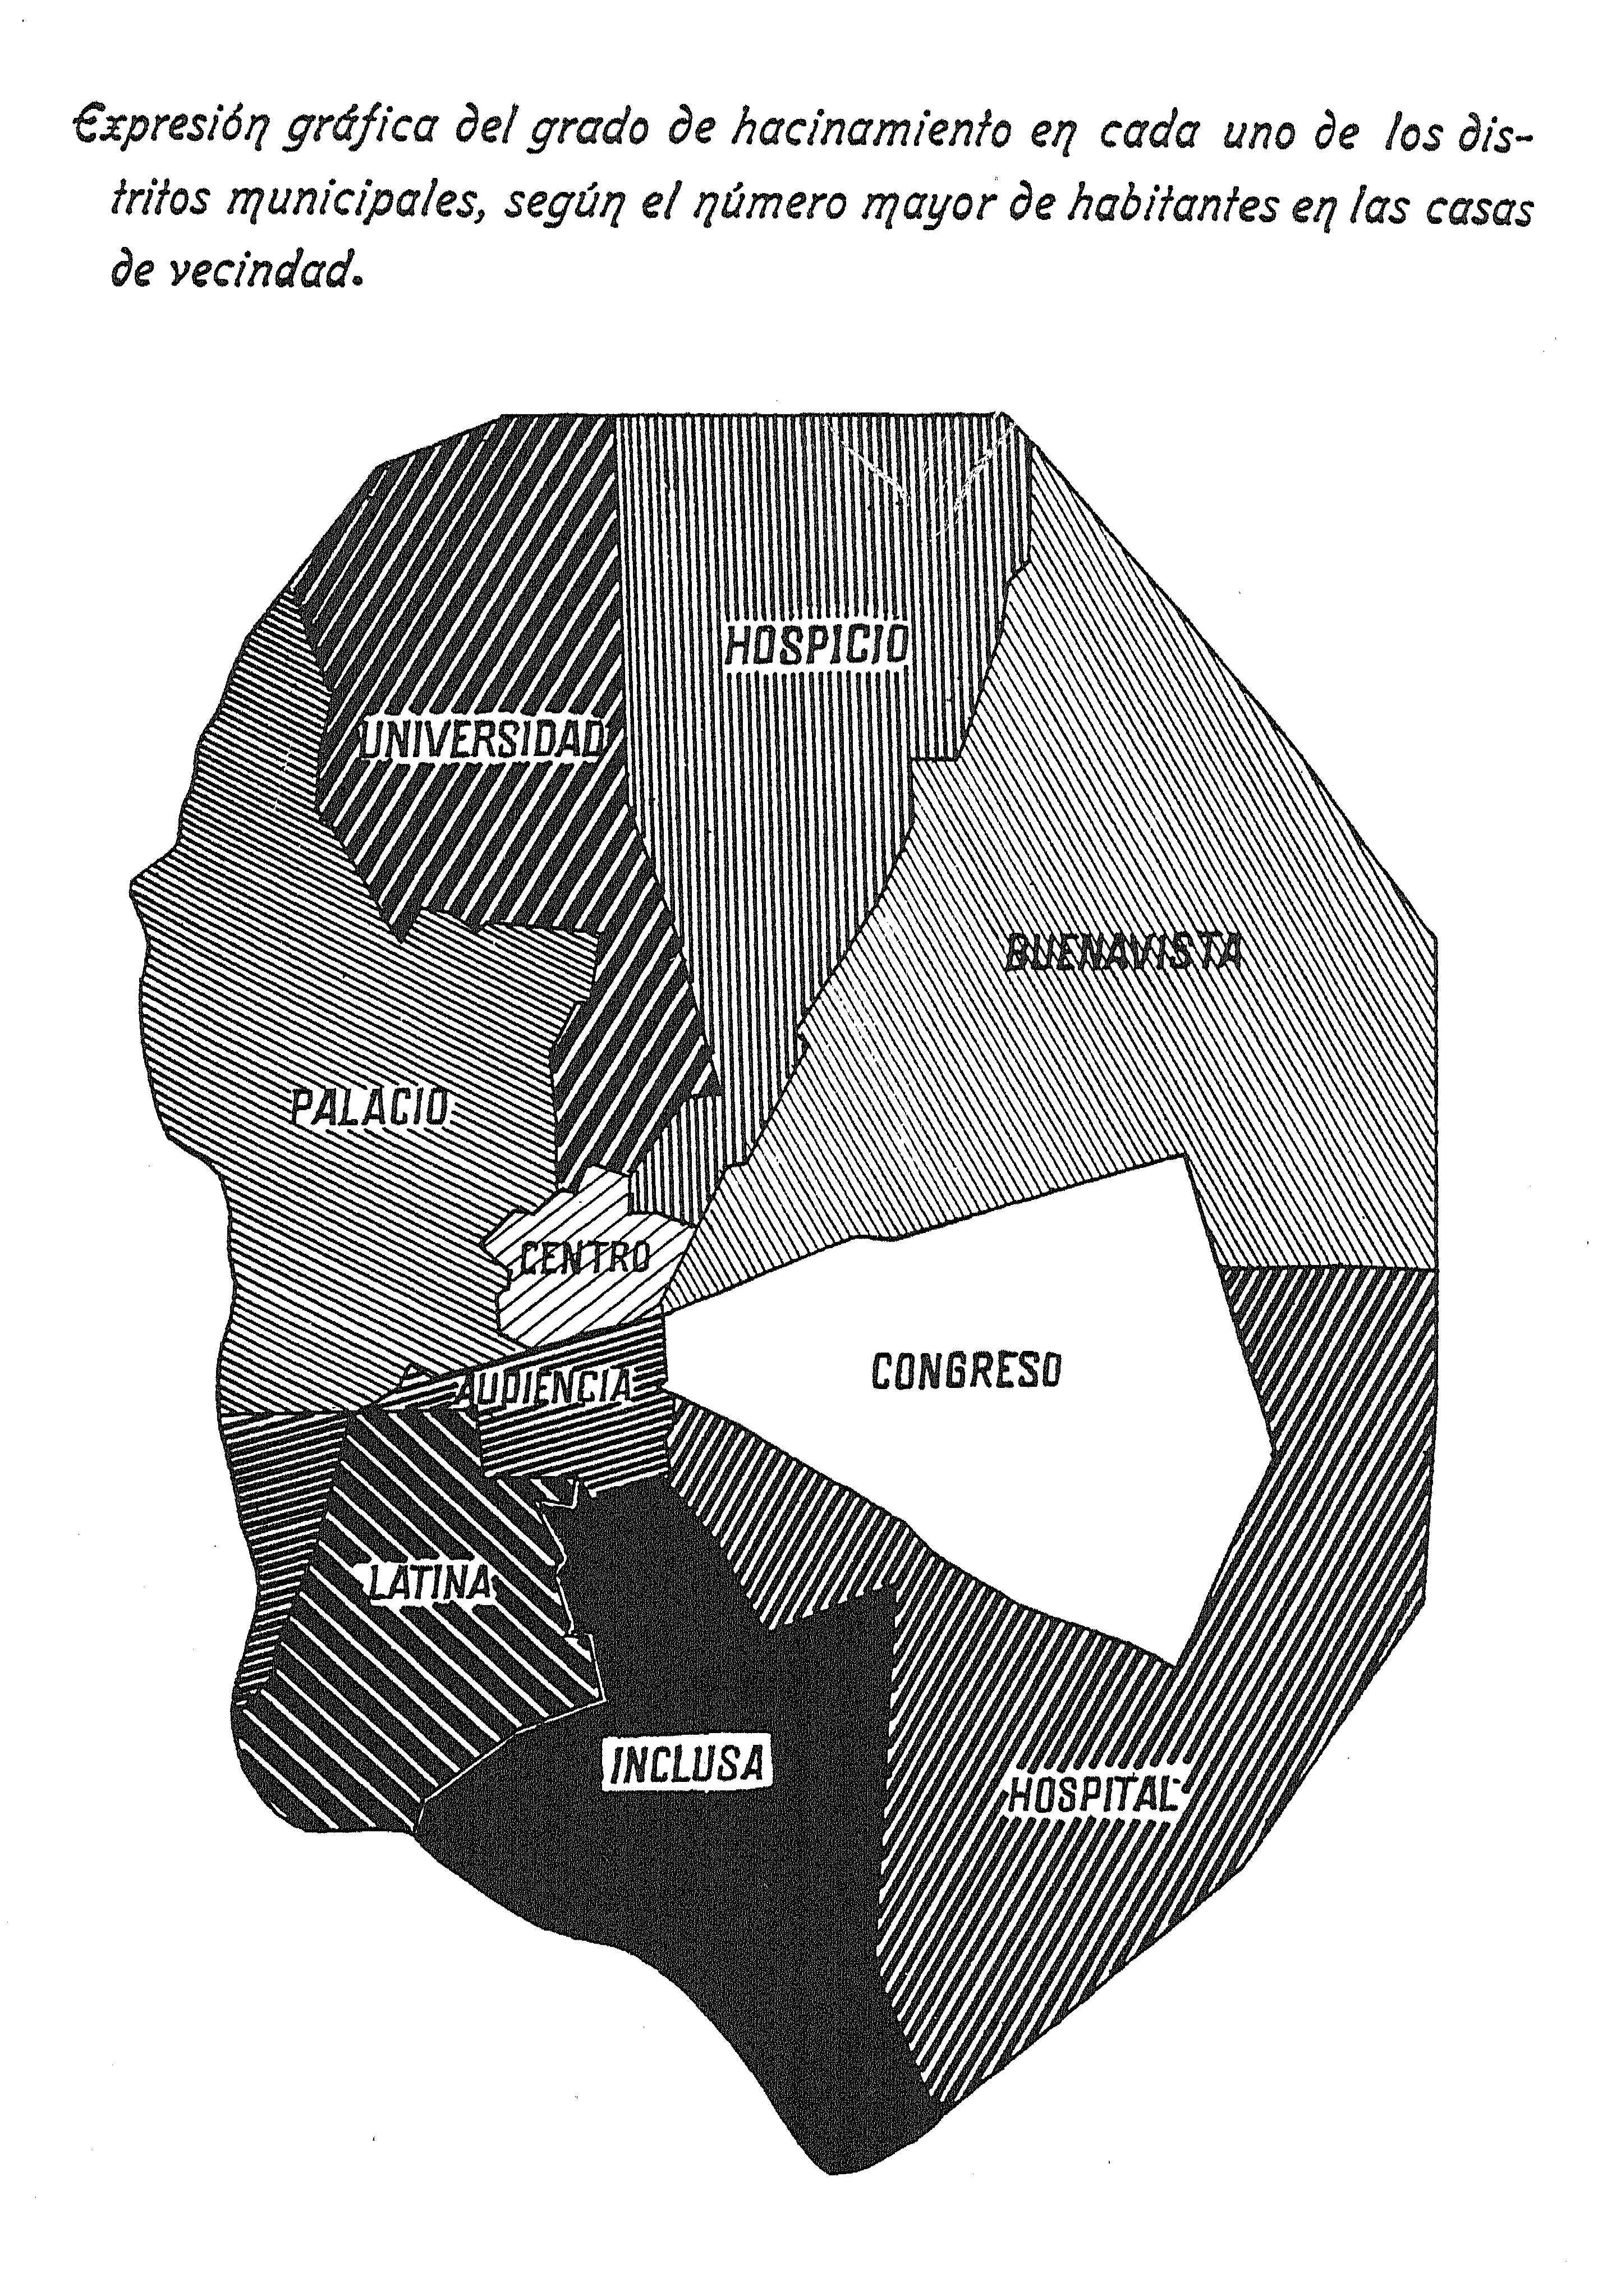 Expresión gráfica del grado de hacinamiento en cada uno de los dis-
tritos municipales, según el número mayor de habitantes en las casas
de vecindad.
HOSPICIO
UNIVERSIDAD
BUENAVISTA
PALACIO
CENTRO
CONGRESO
AUDIENCIA
LATINA
INCLUSA
HOSPITAL